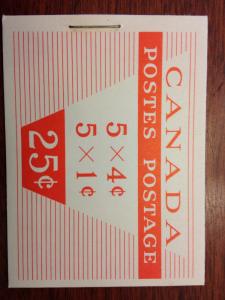 CANADA
POSTES POSTAGE
5 × 4¢
5 × 1¢
25¢